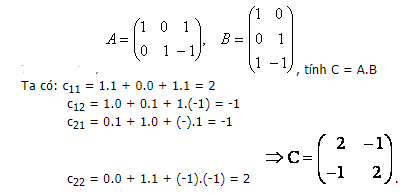 A = (1 0 1
0 1 −1), B = (1 0
0 1
1 −1), tính C = A.B
Ta có: c11 = 1.1 + 0.0 + 1.1 = 2
c12 = 1.0 + 0.1 + 1.(-1) = -1
c21 = 0.1 + 1.0 + (-).1 = -1
c22 = 0.0 + 1.1 + (-1).(-1) = 2
⇒ C = (2 −1
−1 2).